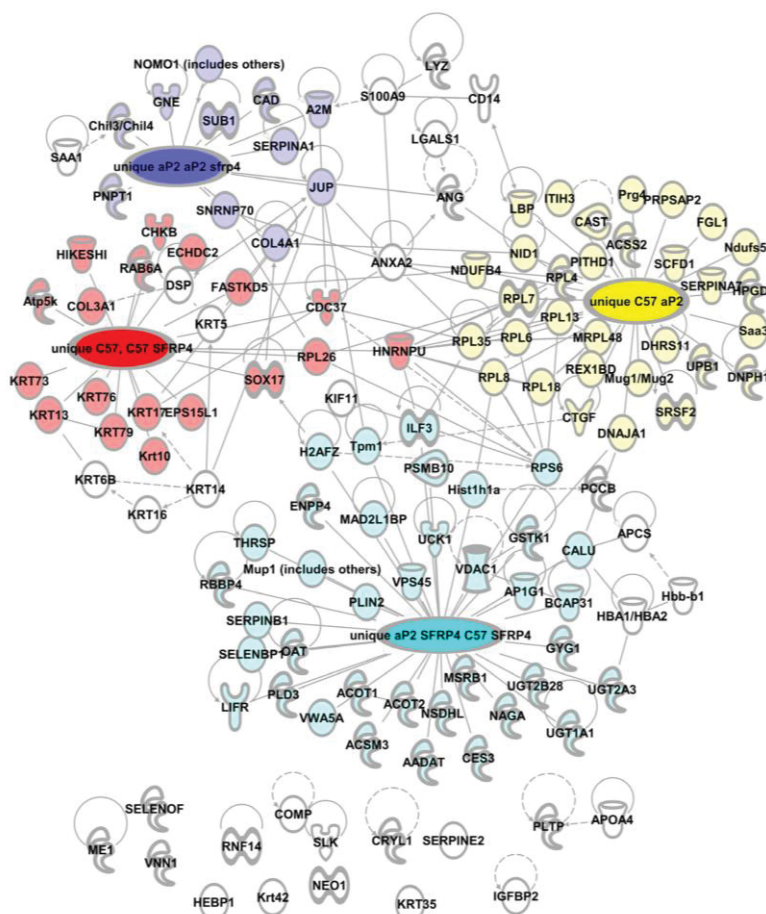 NOMO1 (includes others)
LYZ
GNE
CAD
S100A9
CD14
A2M
SUB1
Chil3/Chil4
LGALS1
SERPINA1
SAA1
unique aP2 aP2 sfrp4
JUP
ANG
ITIH3
Prg4
PRPSAP2
PNPT1
LBP
CAST
FGL1
SNRNP70
ACSS2
CHKB
COL4A1
NID1
PITHD1
SCFD1
Ndufs5
HIKESHI
ECHDC2
ANXA2
NDUFB4
RPL4
SERPINA7
RAB6A
DSP
FASTKD5
RPL7
unique C57 aP2
HPGD
Atp5k
COL3A1
CDC37
RPL13
Saa3
KRT5
RPL35
RPL6
MRPL48
DHRS11
unique C57, C57 SFRP4
RPL26
HNRNPU
REX1BD
UPB1
KRT73
SOX17
RPL8
RPL18
Mug1/Mug2
DNPH1
KRT76
KIF11
KRT13
KRT17
EPS15L1
CTGF
SRSF2
KRT79
ILF3
DNAJA1
Krt10
H2AFZ
Tpm1
PSMB10
RPS6
KRT6B
KRT14
Hist1h1a
PCCB
KRT16
ENPP4
MAD2L1BP
UCK1
GSTK1
APCS
THRSP
VDAC1
CALU
Mup1 (includes others)
RBBP4
VPS45
AP1G1
Hbb-b1
PLIN2
BCAP31
HBA1/HBA2
SERPINB1
unique aP2 SFRP4 C57 SFRP4
SELENBP1
OAT
GYG1
MSRB1
UGT2B28
UGT2A3
LIFR
PLD3
ACOT1
ACOT2
NSDHL
NAGA
VWA5A
UGT1A1
ACSM3
AADAT
CES3
SELENOF
COMP
PLTP
APOA4
ME1
VNN1
RNF14
SLK
CRYL1
SERPINE2
HEBP1
Krt42
NEO1
KRT35
IGFBP2